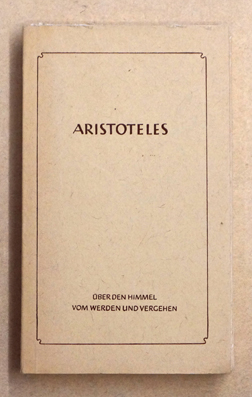 ARISTOTELES
ÜBER DEN HIMMEL
VOM WERDEN UND VERGEHEN